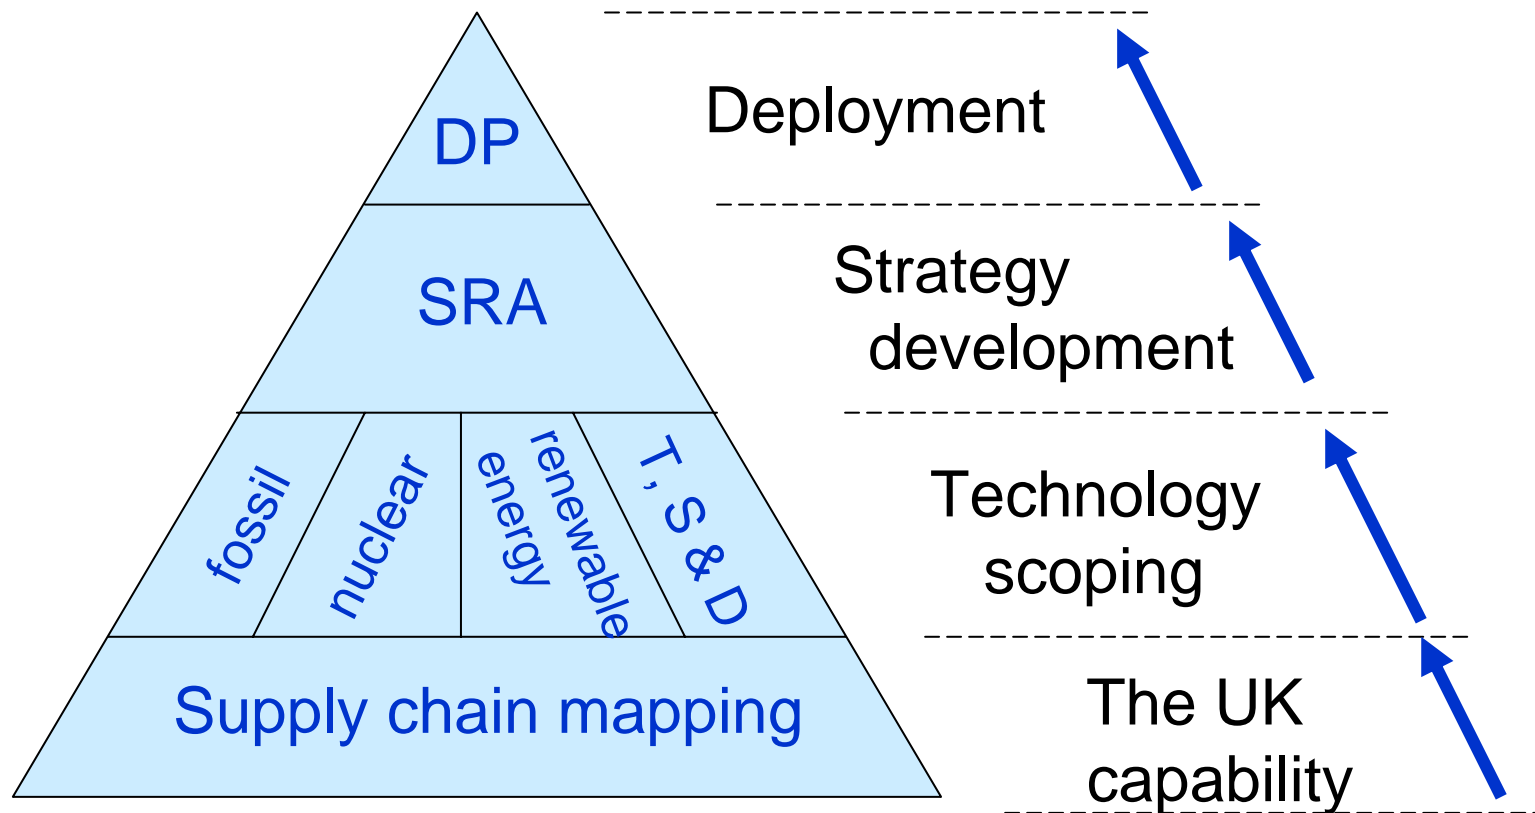 DP
Deployment
SRA
Strategy
development
fossil
nuclear
renewable
energy
T, S & D
Technology
scoping
Supply chain mapping
The UK
capability